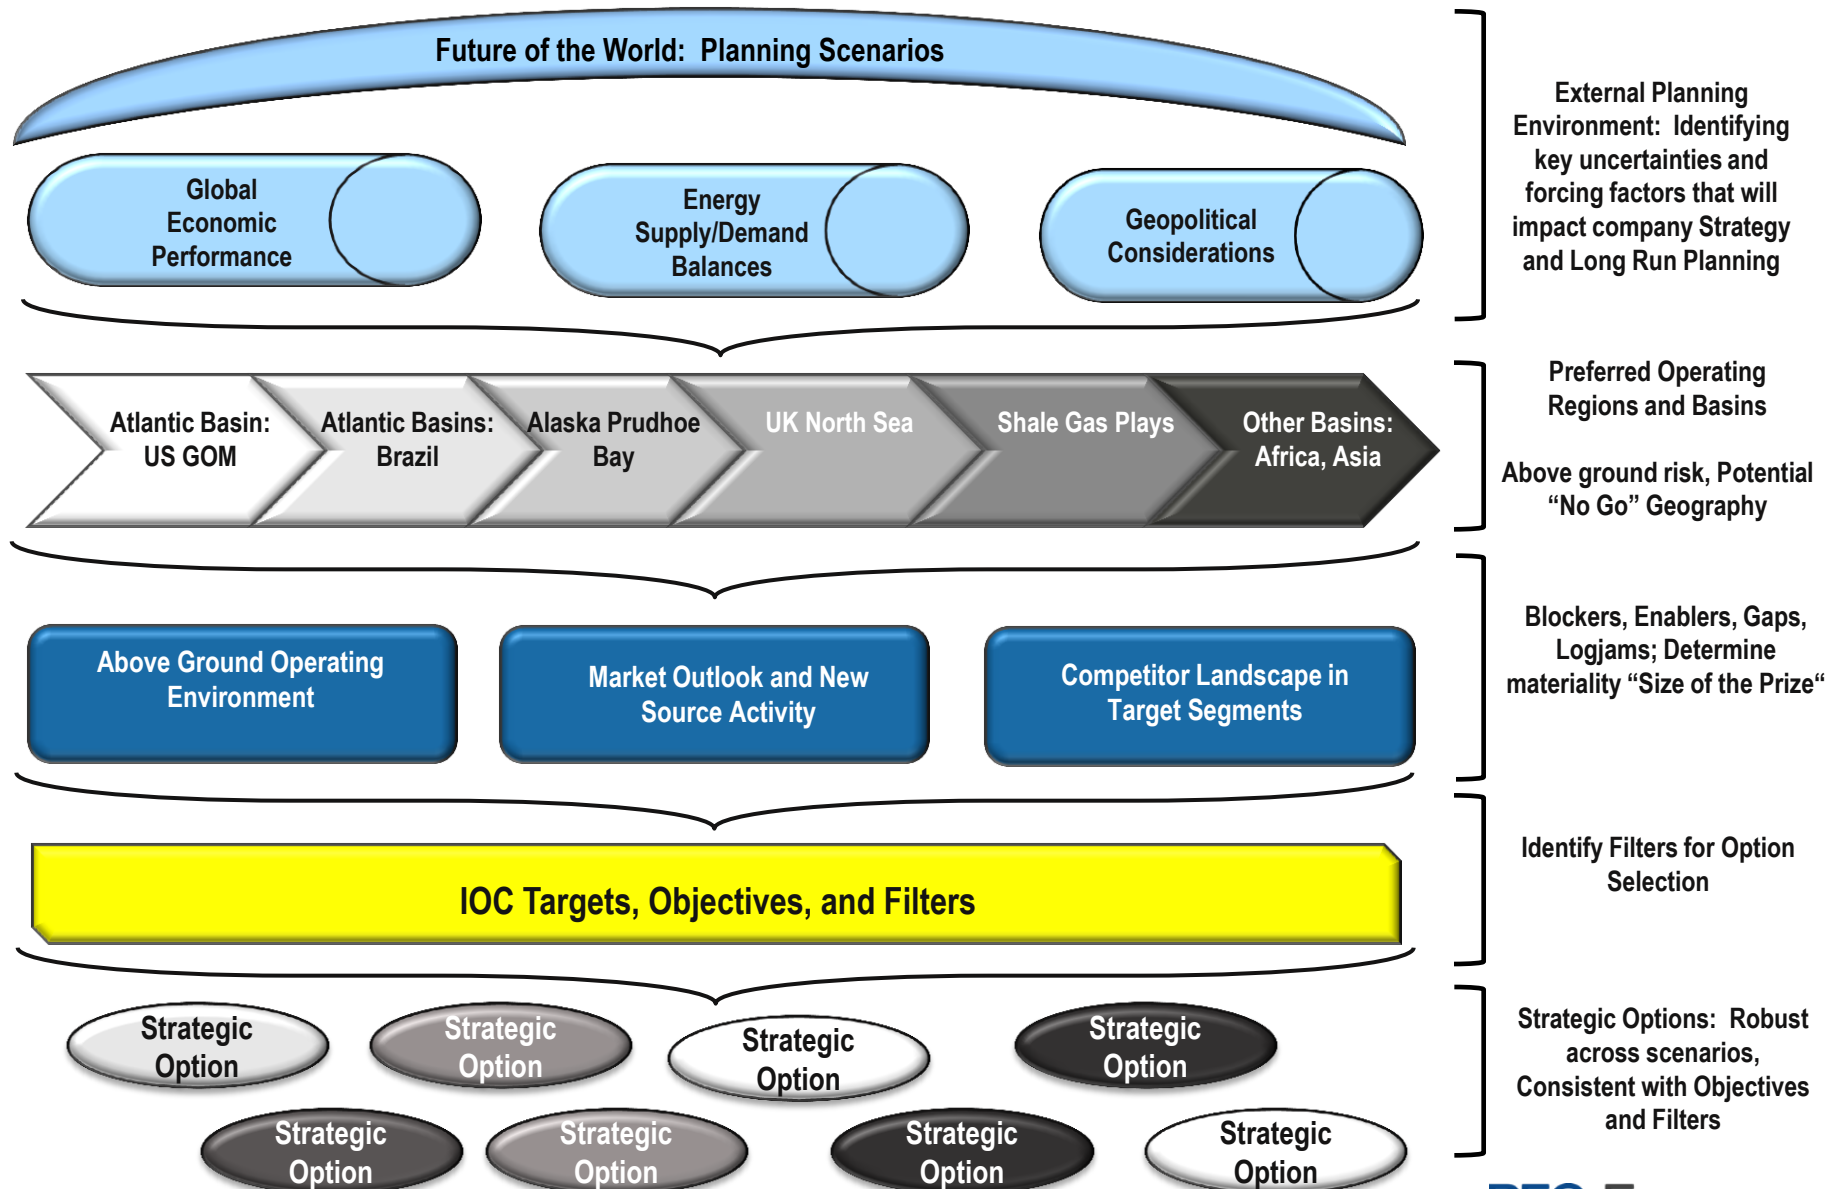 Future of the World:  Planning Scenarios
Global
Economic
Performance
Energy
Supply/Demand
Balances
Geopolitical
Considerations
External Planning
Environment:  Identifying
key uncertainties and
forcing factors that will
impact company Strategy
and Long Run Planning
Atlantic Basin:
US GOM
Atlantic Basins:
Brazil
Alaska Prudhoe
Bay
UK North Sea
Shale Gas Plays
Other Basins:
Africa, Asia
Preferred Operating
Regions and Basins
Above ground risk, Potential
“No Go” Geography
Above Ground Operating
Environment
Market Outlook and New
Source Activity
Competitor Landscape in
Target Segments
Blockers, Enablers, Gaps,
Logjams; Determine
materiality “Size of the Prize“
IOC Targets, Objectives, and Filters
Identify Filters for Option
Selection
Strategic
Option
Strategic
Option
Strategic
Option
Strategic
Option
Strategic
Option
Strategic
Option
Strategic
Option
Strategic
Option
Strategic Options:  Robust
across scenarios,
Consistent with Objectives
and Filters